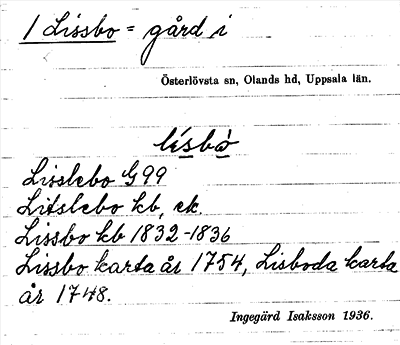 1 Lissbo = gård i
Österlövsta sn, Olands hd, Uppsala län.
lisbo
Lisslebo G 99
Litslebo kb, ek.
Lissbo kb 1832-1836
Lissbo karta år 1754, Lisboda karta
år 1748.
Ingegärd Isaksson 1936.